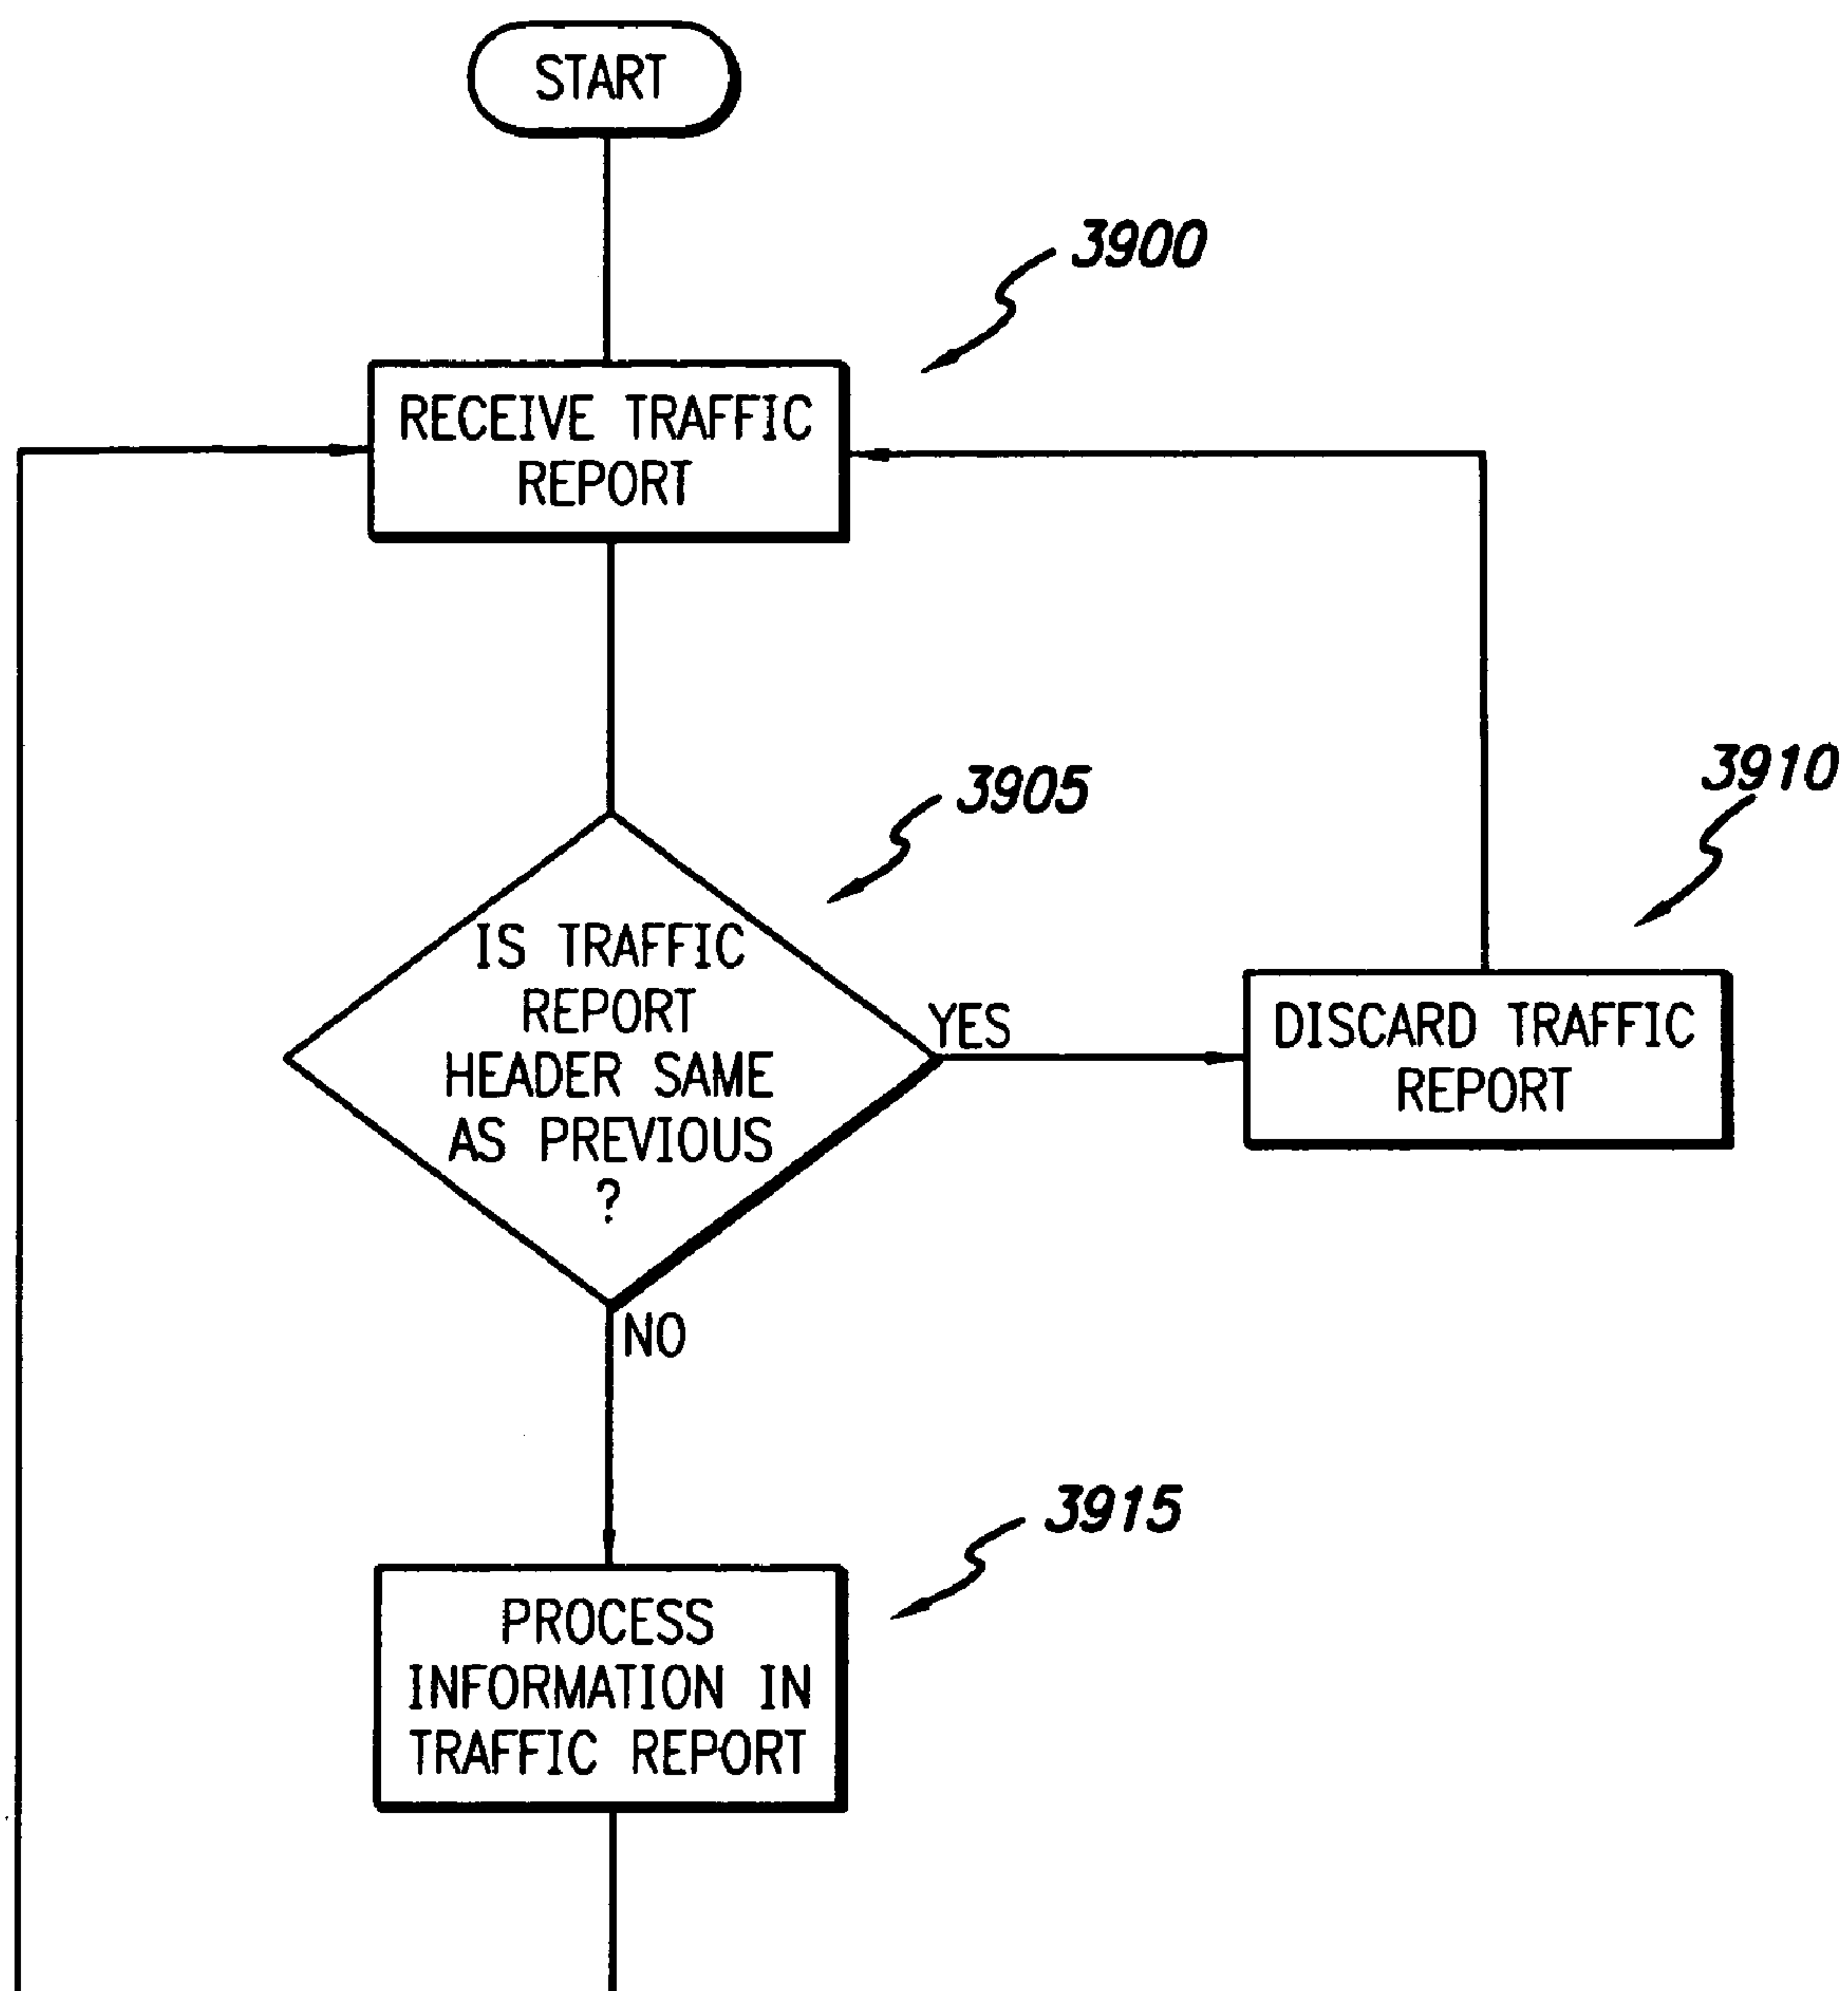 START
3900
RECEIVE TRAFFIC
REPORT
3905
3910
IS TRAFFIC
REPORT
HEADER SAME
AS PREVIOUS
?
YES
DISCARD TRAFFIC
REPORT
NO
3915
PROCESS
INFORMATION IN
TRAFFIC REPORT